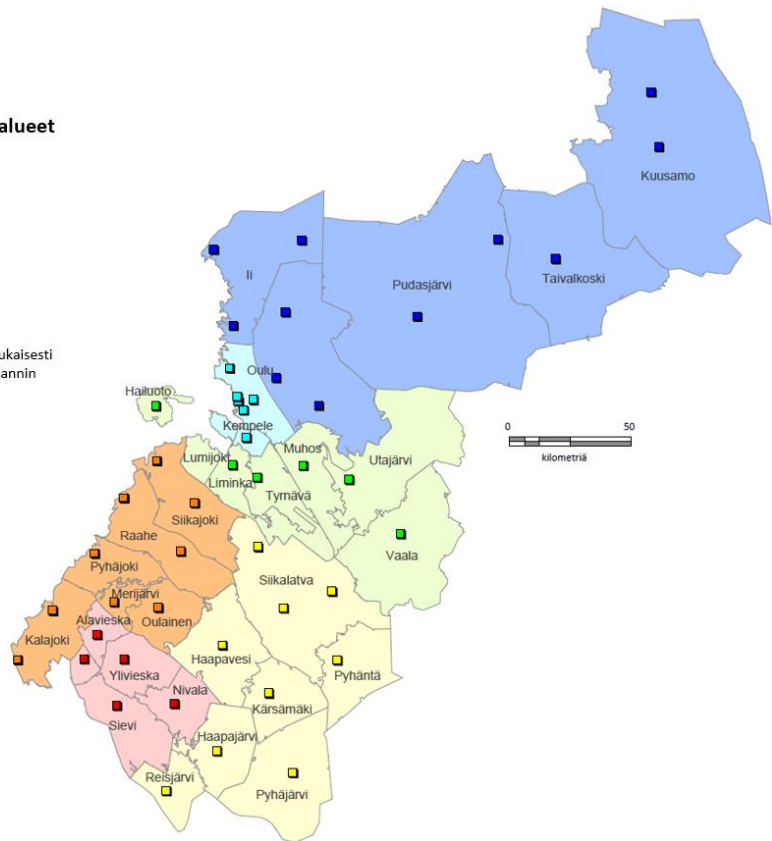 alueet
ukaisesti
annin
Kuusamo
Taivalkoski
Pudasjärvi
Ii
Oulu
Hailuoto
Kempele
0 50
kilometriä
Muhos
Utajärvi
Lumijoki
Liminka
Tyrnävä
Siikajoki
Raahe
Vaala
Pyhäjoki
Siikalatva
Merijärvi
Alavieska
Oulainen
Kalajoki
Haapavesi
Pyhäntä
Ylivieska
Nivala
Kärsämäki
Sievi
Haapajärvi
Reisjärvi
Pyhäjärvi